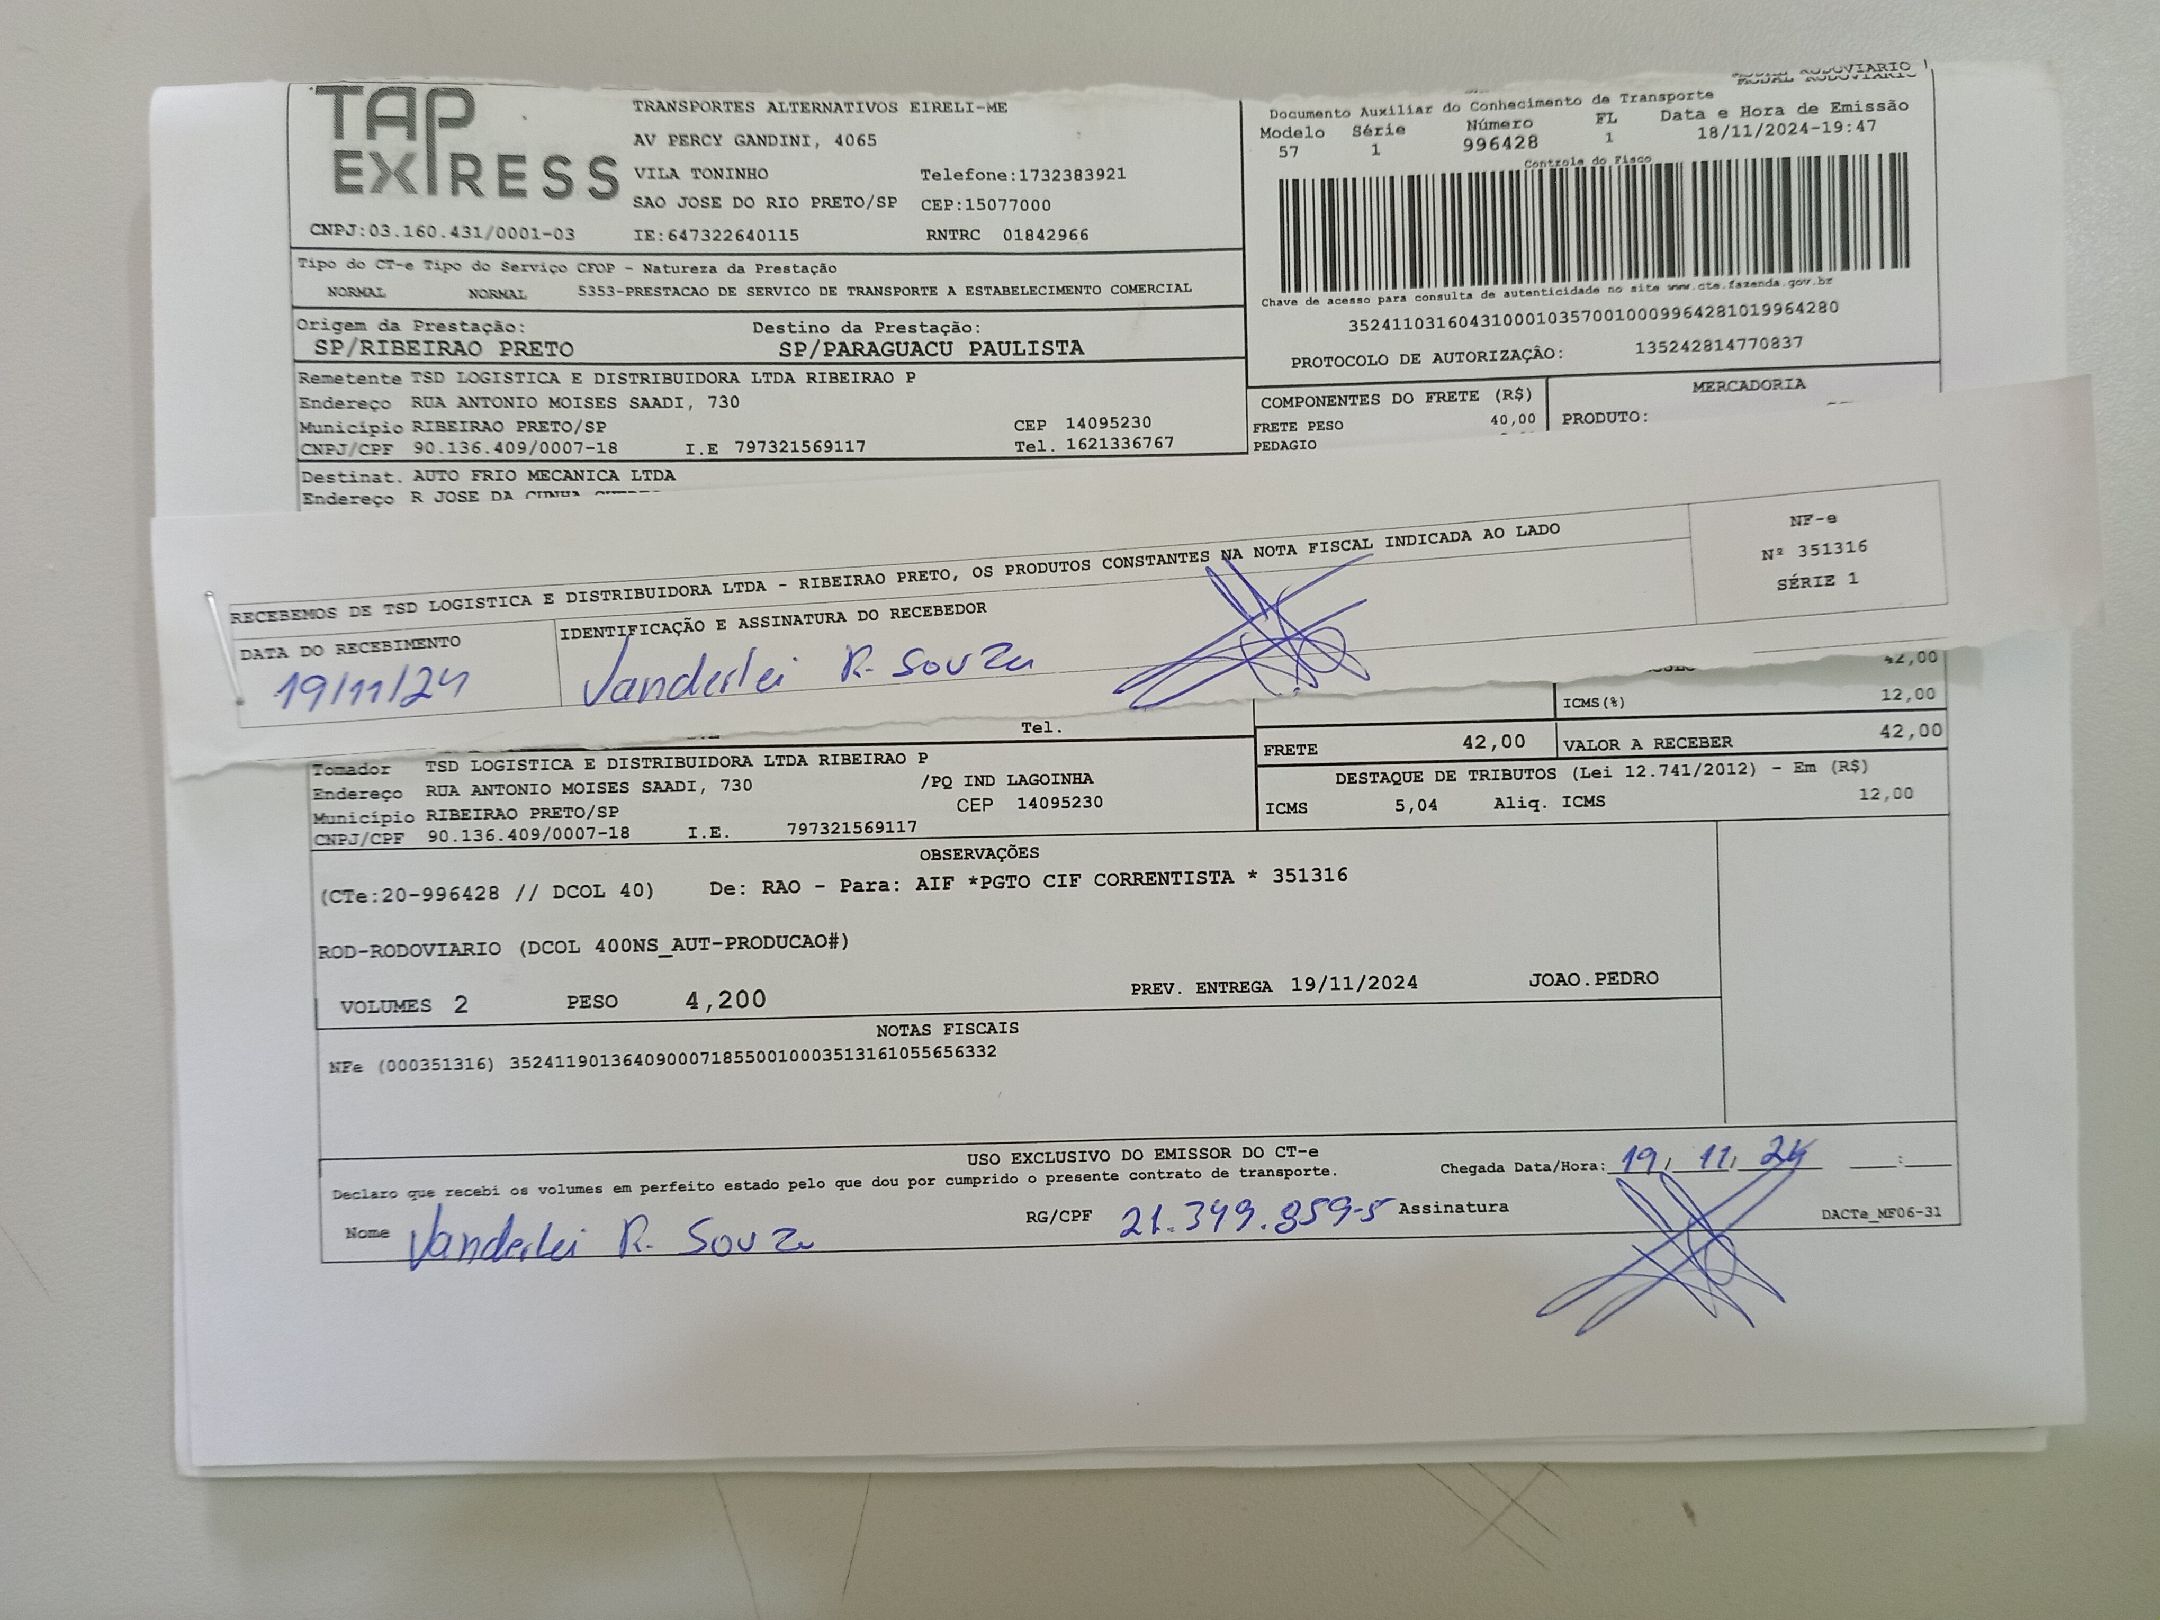 MODAL RODOVIARIO
TAP EXPRESS
TRANSPORTES ALTERNATIVOS EIRELI-ME
AV PERCY GANDINI, 4065
VILA TONINHO Telefone:1732383921
SAO JOSE DO RIO PRETO/SP CEP:15077000
CNPJ:03.160.431/0001-03 IE:647322640115 RNTRC 01842966
Documento Auxiliar do Conhecimento de Transporte
Modelo Série Número FL Data e Hora de Emissão
57 1 996428 1 18/11/2024-19:47
Controle do Fisco
Chave de acesso para consulta de autenticidade no site www.cte.fazenda.gov.br
35241103160431000103570010009964281019964280
PROTOCOLO DE AUTORIZAÇÃO: 135242814770837
Tipo do CT-e Tipo do Serviço CFOP - Natureza da Prestação
NORMAL NORMAL 5353-PRESTACAO DE SERVICO DE TRANSPORTE A ESTABELECIMENTO COMERCIAL
Origem da Prestação: Destino da Prestação:
SP/RIBEIRAO PRETO SP/PARAGUACU PAULISTA
Remetente TSD LOGISTICA E DISTRIBUIDORA LTDA RIBEIRAO P
Endereço RUA ANTONIO MOISES SAADI, 730
Município RIBEIRAO PRETO/SP CEP 14095230
CNPJ/CPF 90.136.409/0007-18 I.E 797321569117 Tel. 1621336767
COMPONENTES DO FRETE (R$) MERCADORIA
FRETE PESO 40,00 PRODUTO:
PEDAGIO
Destinat. AUTO FRIO MECANICA LTDA
Endereço R JOSE DA CUNHA
RECEBEMOS DE TSD LOGISTICA E DISTRIBUIDORA LTDA - RIBEIRAO PRETO, OS PRODUTOS CONSTANTES NA NOTA FISCAL INDICADA AO LADO
NF-e
Nº 351316
SÉRIE 1
DATA DO RECEBIMENTO IDENTIFICAÇÃO E ASSINATURA DO RECEBEDOR
19/11/24 Vanderlei R. Souza
42,00
ICMS(%) 12,00
Tel.
FRETE 42,00 VALOR A RECEBER 42,00
Tomador TSD LOGISTICA E DISTRIBUIDORA LTDA RIBEIRAO P
Endereço RUA ANTONIO MOISES SAADI, 730 /PQ IND LAGOINHA
Município RIBEIRAO PRETO/SP CEP 14095230
CNPJ/CPF 90.136.409/0007-18 I.E. 797321569117
DESTAQUE DE TRIBUTOS (Lei 12.741/2012) - Em (R$)
ICMS 5,04 Aliq. ICMS 12,00
OBSERVAÇÕES
(CTe:20-996428 // DCOL 40) De: RAO - Para: AIF *PGTO CIF CORRENTISTA * 351316
ROD-RODOVIARIO (DCOL 400NS_AUT-PRODUCAO#)
VOLUMES 2 PESO 4,200 PREV. ENTREGA 19/11/2024 JOAO.PEDRO
NOTAS FISCAIS
NFe (000351316) 35241190136409000718550010003513161055656332
USO EXCLUSIVO DO EMISSOR DO CT-e
Declaro que recebi os volumes em perfeito estado pelo que dou por cumprido o presente contrato de transporte. Chegada Data/Hora: 19/11/24 __:__
Nome Vanderlei R. Souza RG/CPF 21.349.859-5 Assinatura DACTe_MF06-31